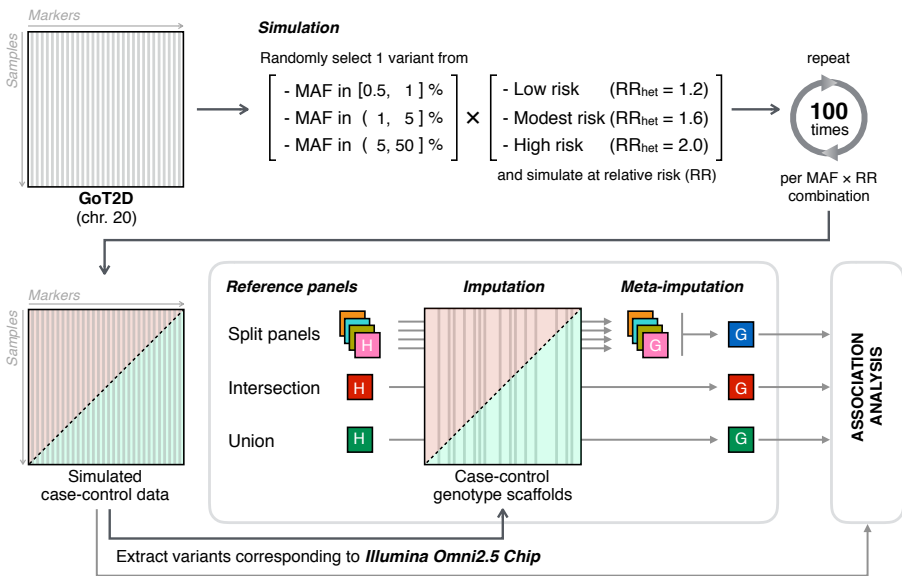 Markers
Samples
GoT2D
(chr. 20)
Simulation
Randomly select 1 variant from
- MAF in [0.5, 1] %
- MAF in ( 1, 5] %
- MAF in ( 5, 50] %
×
- Low risk (RRhet = 1.2)
- Modest risk (RRhet = 1.6)
- High risk (RRhet = 2.0)
and simulate at relative risk (RR)
repeat
100
times
per MAF × RR
combination
Markers
Samples
Simulated
case-control data
Reference panels
Imputation
Meta-imputation
Split panels
H
G
G
Intersection
H
G
Union
H
G
Case-control
genotype scaffolds
ASSOCIATION
ANALYSIS
Extract variants corresponding to Illumina Omni2.5 Chip